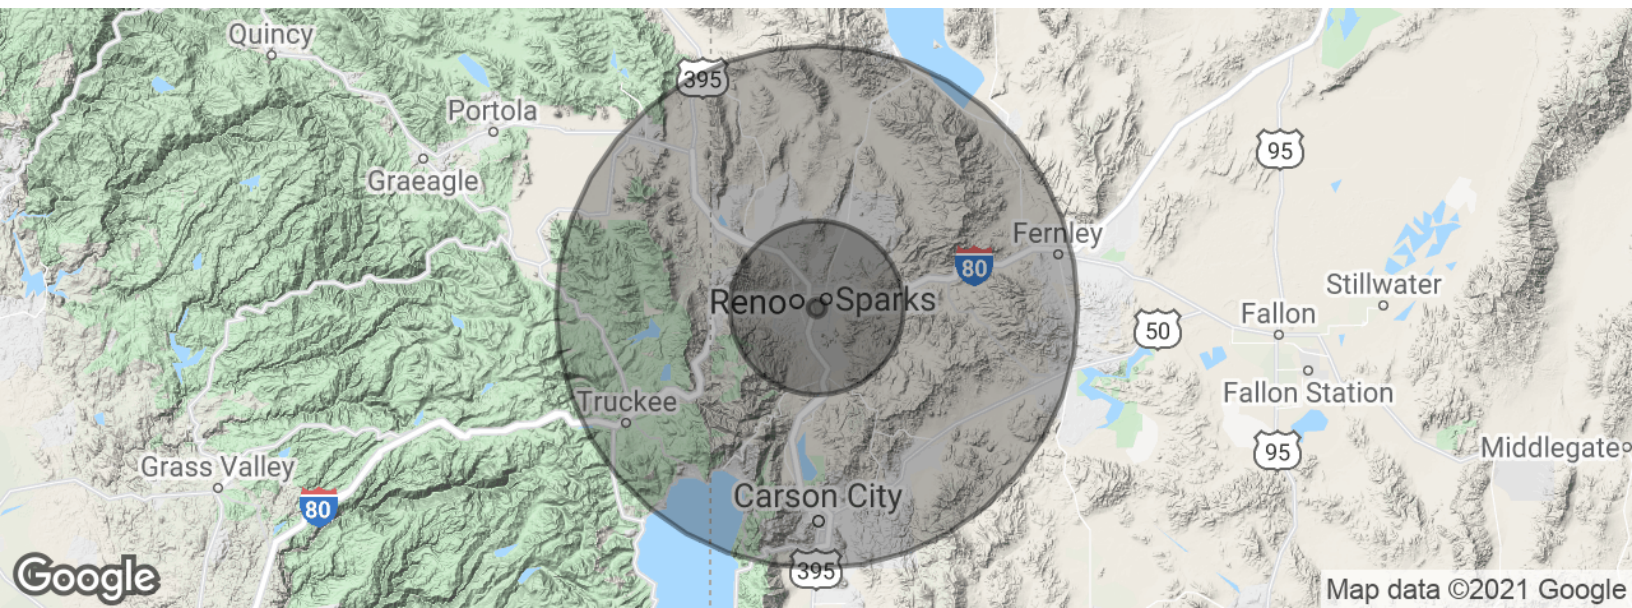 Quincy
395
Portola
95
Graeagle
Fernley
80
Stillwater
Reno
Sparks
Fallon
50
Fallon Station
Truckee
Middlegate
95
Grass Valley
Carson City
80
395
Google
Map data ©2021 Google